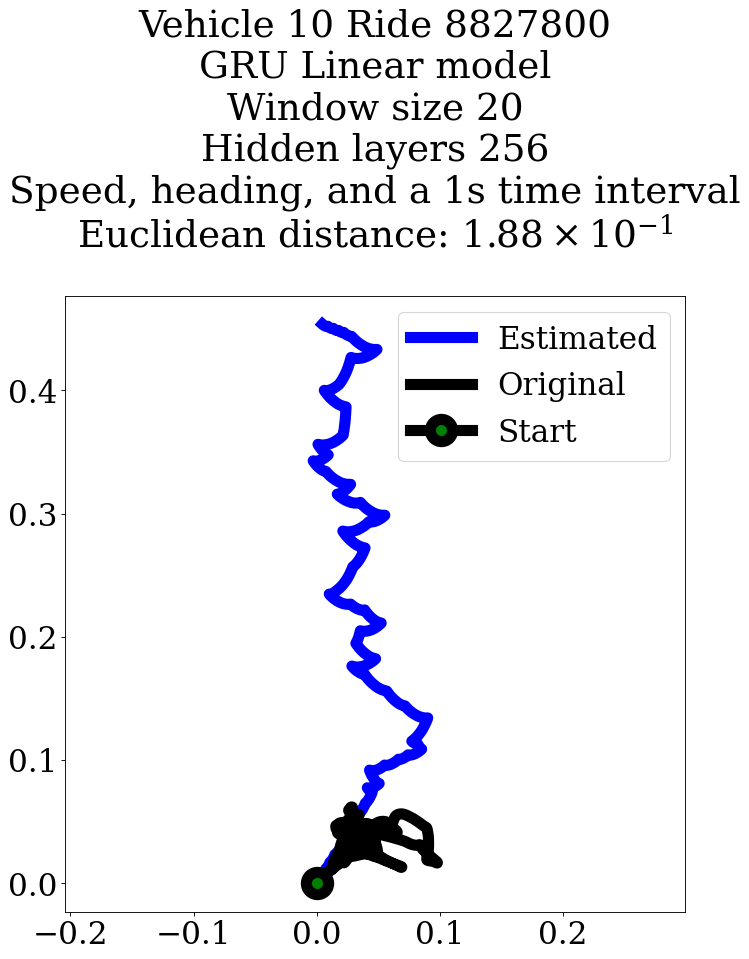 Vehicle 10 Ride 8827800
GRU Linear model
Window size 20
Hidden layers 256
Speed, heading, and a 1s time interval
Euclidean distance: 1.88 × 10⁻¹
Estimated
Original
Start
0.4
0.3
0.2
0.1
0.0
−0.2 −0.1 0.0 0.1 0.2